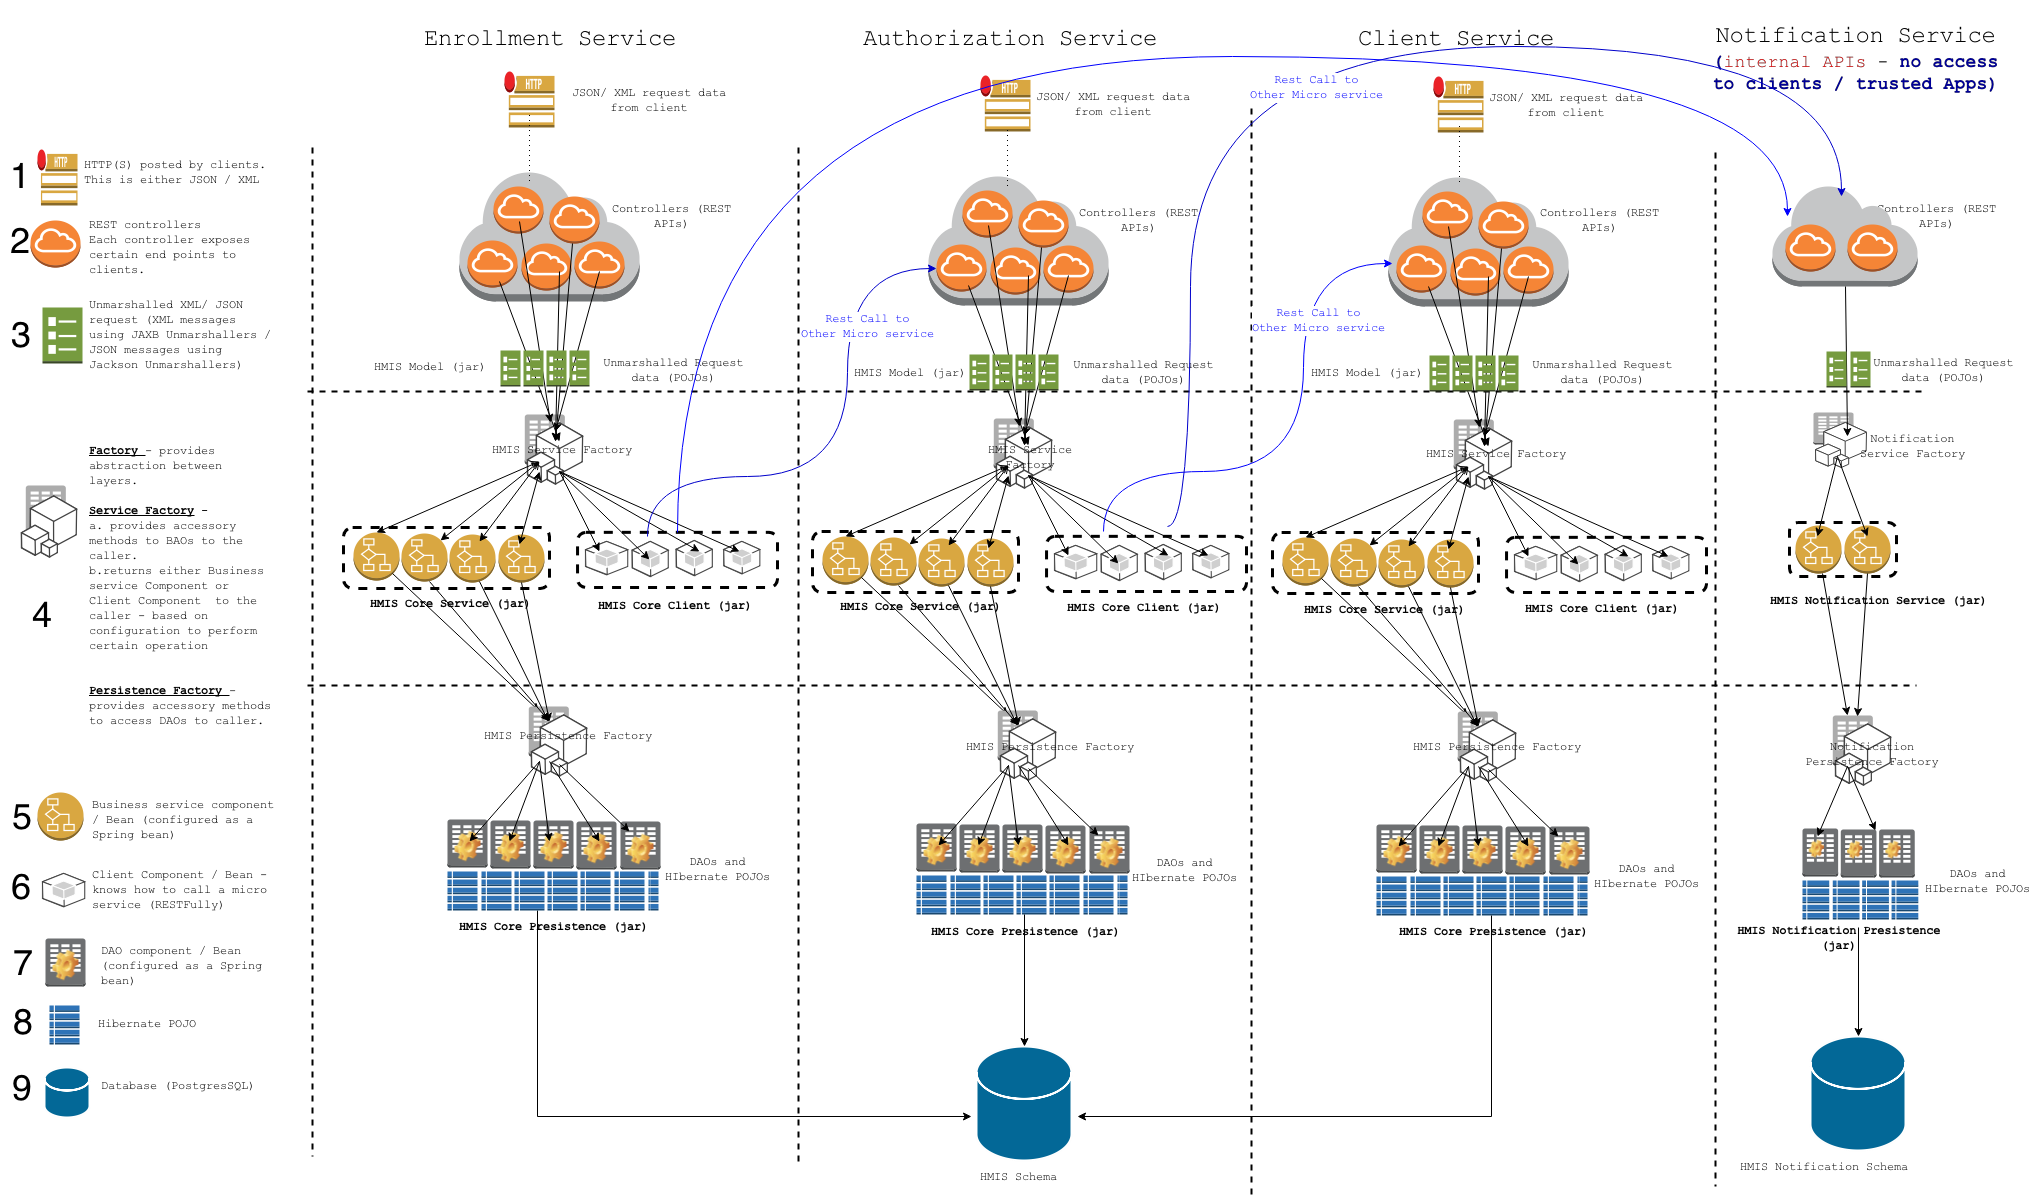 Enrollment Service
Authorization Service
Client Service
Notification Service
(internal APIs - no access
to clients / trusted Apps)
HTTP
JSON/ XML request data
from client
HTTP
JSON/ XML request data
from client
Rest Call to
Other Micro service
HTTP
JSON/ XML request data
from client
1
HTTP
HTTP(S) posted by clients.
This is either JSON / XML
2
REST controllers
Each controller exposes
certain end points to
clients.
3
Unmarshalled XML/ JSON
request (XML messages
using JAXB Unmarshallers /
JSON messages using
Jackson Unmarshallers)
Controllers (REST
APIs)
Controllers (REST
APIs)
Controllers (REST
APIs)
Controllers (REST
APIs)
Rest Call to
Other Micro service
Rest Call to
Other Micro service
HMIS Model (jar)
Unmarshalled Request
data (POJOs)
HMIS Model (jar)
Unmarshalled Request
data (POJOs)
HMIS Model (jar)
Unmarshalled Request
data (POJOs)
Unmarshalled Request
data (POJOs)
HMIS Service Factory
HMIS Service
Factory
HMIS Service Factory
Notification
Service Factory
Factory - provides
abstraction between
layers.
Service Factory -
a. provides accessory
methods to BAOs to the
caller.
b.returns either Business
service Component or
Client Component  to the
caller - based on
configuration to perform
certain operation
4
Persistence Factory -
provides accessory methods
to access DAOs to caller.
HMIS Core Service (jar)
HMIS Core Client (jar)
HMIS Core Service (jar)
HMIS Core Client (jar)
HMIS Core Service (jar)
HMIS Core Client (jar)
HMIS Notification Service (jar)
HMIS Persistence Factory
HMIS Persistence Factory
HMIS Persistence Factory
Notification
Persistence Factory
5
Business service component
/ Bean (configured as a
Spring bean)
6
Client Component / Bean -
knows how to call a micro
service (RESTFully)
7
DAO component / Bean
(configured as a Spring
bean)
8
Hibernate POJO
9
Database (PostgresSQL)
DAOs and
HIbernate POJOs
DAOs and
HIbernate POJOs
DAOs and
HIbernate POJOs
DAOs and
HIbernate POJOs
HMIS Core Presistence (jar)
HMIS Core Presistence (jar)
HMIS Core Presistence (jar)
HMIS Notification Presistence
(jar)
HMIS Schema
HMIS Notification Schema